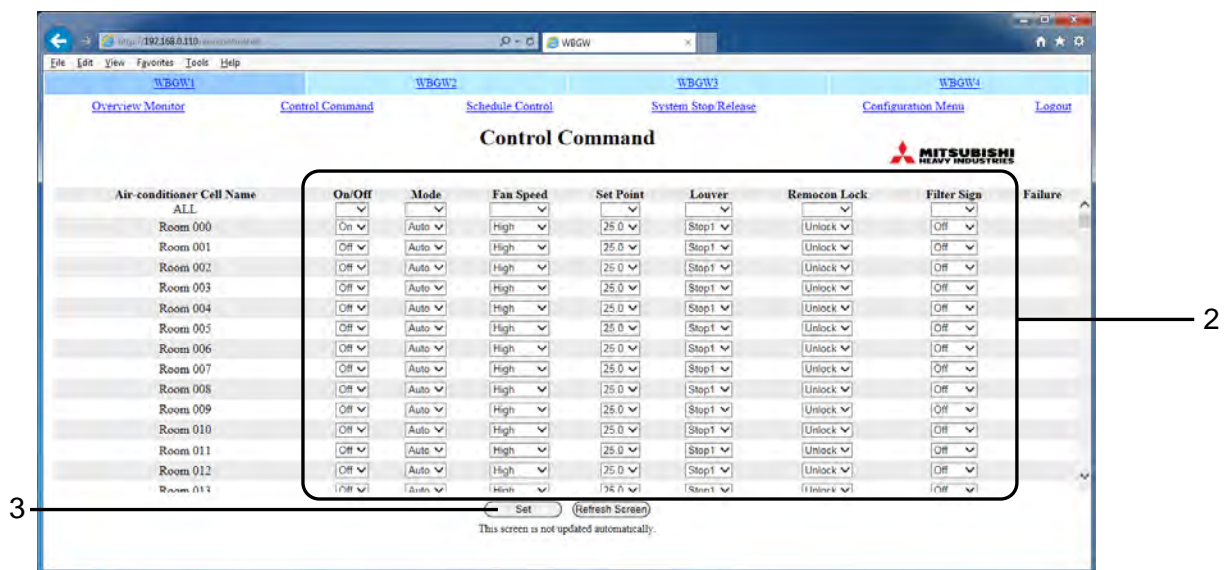 192.168.0.110
WBGW
File Edit View Favorites Tools Help
WBGW1 WBGW2 WBGW3 WBGW4
Overview Monitor Control Command Schedule Control System Stop/Release Configuration Menu Logout
Control Command
MITSUBISHI
HEAVY INDUSTRIES
Air-conditioner Cell Name On/Off Mode Fan Speed Set Point Louver Remocon Lock Filter Sign Failure
ALL
Room 000 On Auto High 25.0 Stop1 Unlock Off
Room 001 Off Auto High 25.0 Stop1 Unlock Off
Room 002 Off Auto High 25.0 Stop1 Unlock Off
Room 003 Off Auto High 25.0 Stop1 Unlock Off
Room 004 Off Auto High 25.0 Stop1 Unlock Off
Room 005 Off Auto High 25.0 Stop1 Unlock Off
2
Room 006 Off Auto High 25.0 Stop1 Unlock Off
Room 007 Off Auto High 25.0 Stop1 Unlock Off
Room 008 Off Auto High 25.0 Stop1 Unlock Off
Room 009 Off Auto High 25.0 Stop1 Unlock Off
Room 010 Off Auto High 25.0 Stop1 Unlock Off
Room 011 Off Auto High 25.0 Stop1 Unlock Off
Room 012 Off Auto High 25.0 Stop1 Unlock Off
Room 013 Off Auto High 25.0 Stop1 Unlock Off
3 Set Refresh Screen
This screen is not updated automatically.